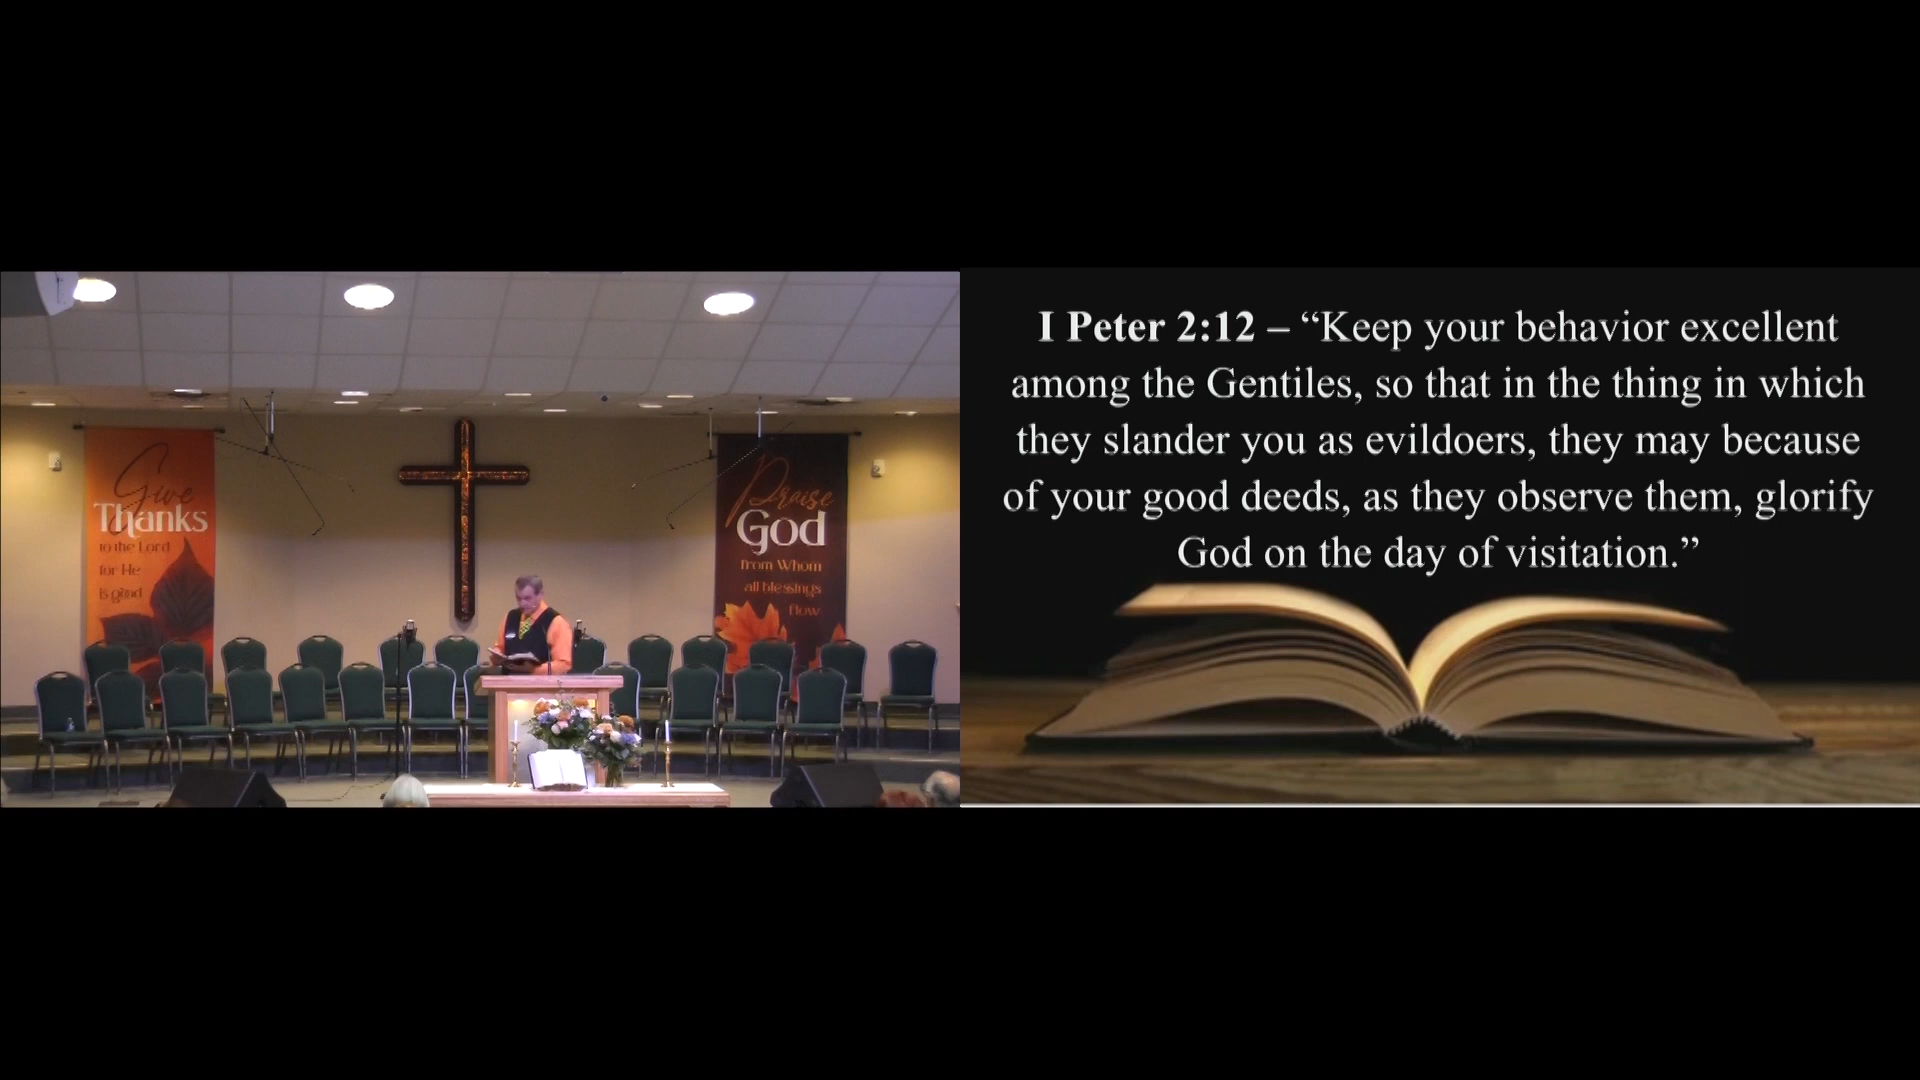 Give
Thanks
to the Lord
for He
is good
Praise
God
from Whom
all blessings
flow
I Peter 2:12 – “Keep your behavior excellent
among the Gentiles, so that in the thing in which
they slander you as evildoers, they may because
of your good deeds, as they observe them, glorify
God on the day of visitation.”